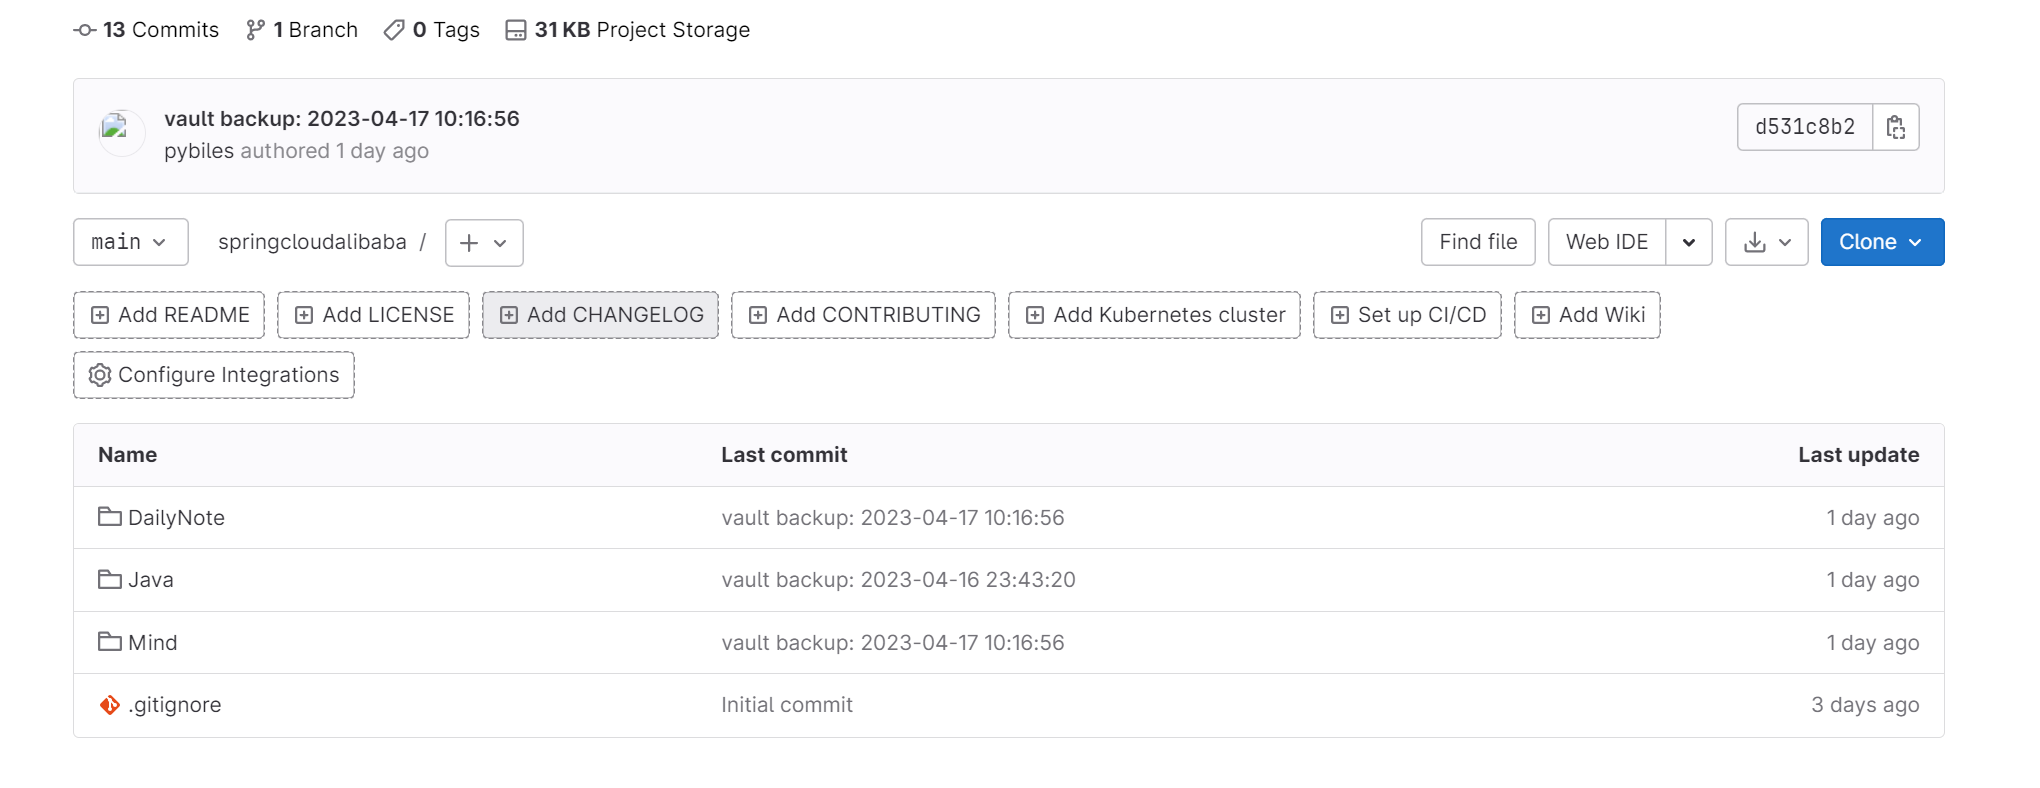 13 Commits 1 Branch 0 Tags 31 KB Project Storage
vault backup: 2023-04-17 10:16:56
pybiles authored 1 day ago
d531c8b2
main springcloudalibaba / Find file Web IDE Clone
Add README Add LICENSE Add CHANGELOG Add CONTRIBUTING Add Kubernetes cluster Set up CI/CD Add Wiki
Configure Integrations
Name Last commit Last update
DailyNote vault backup: 2023-04-17 10:16:56 1 day ago
Java vault backup: 2023-04-16 23:43:20 1 day ago
Mind vault backup: 2023-04-17 10:16:56 1 day ago
.gitignore Initial commit 3 days ago